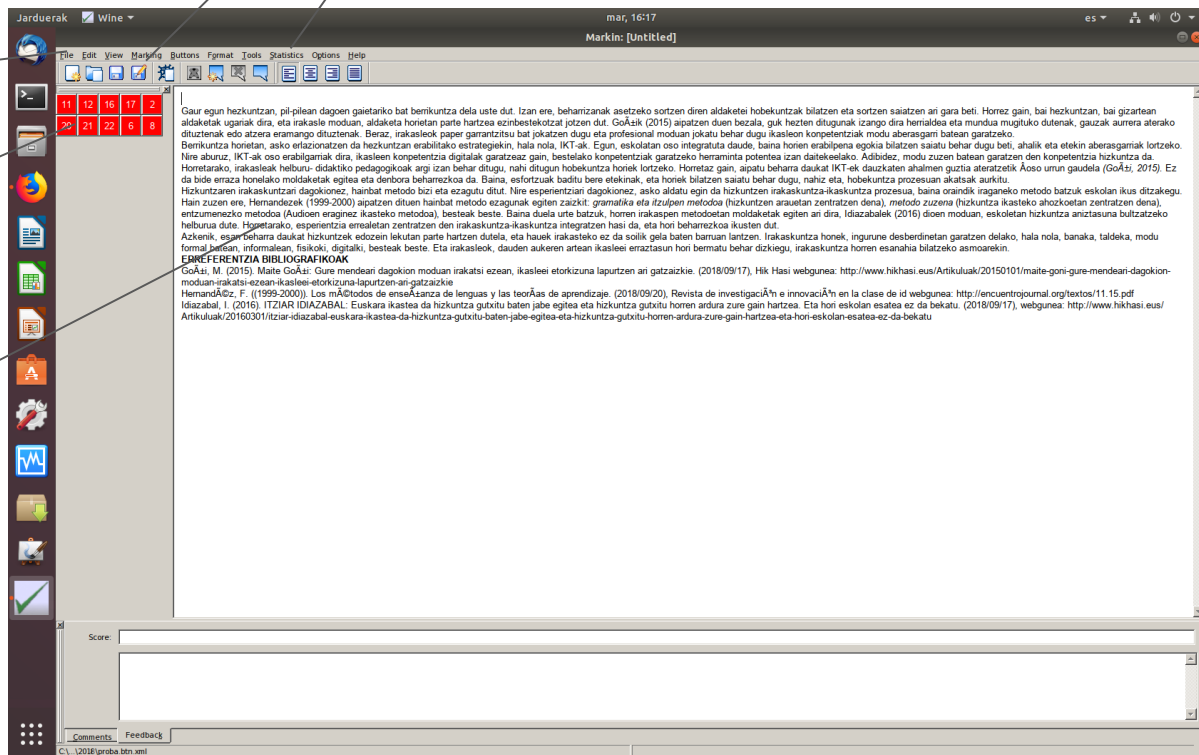 Jarduerak Wine ▾ mar, 16:17 es ▾
Markin: [Untitled]
File Edit View Marking Buttons Format Tools Statistics Options Help
11 12 16 17 2
20 21 22 6 8
Gaur egun hezkuntzan, pil-pilean dagoen gaietariko bat berrikuntza dela uste dut. Izan ere, beharrizanak asetzeko sortzen diren aldaketei hobekuntzak bilatzen eta sortzen saiatzen ari gara beti. Horrez gain, bai hezkuntzan, bai gizartean
aldaketak ugariak dira, eta irakasle moduan, aldaketa horietan parte hartzea ezinbestekotzat jotzen dut. GoÃ±ik (2015) aipatzen duen bezala, guk hezten ditugunak izango dira herrialdea eta mundua mugituko dutenak, gauzak aurrera aterako
dituztenak edo atzera eramango dituztenak. Beraz, irakasleok paper garrantzitsu bat jokatzen dugu eta profesional moduan jokatu behar dugu ikasleon konpetentziak modu aberasgarri batean garatzeko.
Berrikuntza horietan, asko erlazionatzen da hezkuntzan erabilitako estrategiekin, hala nola, IKT-ak. Egun, eskolatan oso integratuta daude, baina horien erabilpena egokia bilatzen saiatu behar dugu beti, ahalik eta etekin aberasgarriak lortzeko.
Nire aburuz, IKT-ak oso erabilgarriak dira, ikasleen konpetentzia digitalak garatzeaz gain, bestelako konpetentziak garatzeko herraminta potentea izan daitekeelako. Adibidez, modu zuzen batean garatzen den konpetentzia hizkuntza da.
Horretarako, irakasleak helburu- didaktiko pedagogikoak argi izan behar ditugu, nahi ditugun hobekuntza horiek lortzeko. Horretaz gain, aipatu beharra daukat IKT-ek dauzkaten ahalmen guztia ateratzetik Åoso urrun gaudela (GoÃ±i, 2015). Ez
da bide erraza honelako moldaketak egitea eta denbora beharrezkoa da. Baina, esfortzuak baditu bere etekinak, eta horiek bilatzen saiatu behar dugu, nahiz eta, hobekuntza prozesuan akatsak aurkitu.
Hizkuntzaren irakaskuntzari dagokionez, hainbat metodo bizi eta ezagutu ditut. Nire esperientziari dagokionez, asko aldatu egin da hizkuntzen irakaskuntza-ikaskuntza prozesua, baina oraindik iraganeko metodo batzuk eskolan ikus ditzakegu.
Hain zuzen ere, Hernandezek (1999-2000) aipatzen dituen hainbat metodo ezagunak egiten zaizkit: gramatika eta itzulpen metodoa (hizkuntzen arauetan zentratzen dena), metodo zuzena (hizkuntza ikasteko ahozkoetan zentratzen dena),
entzumenezko metodoa (Audioen eraginez ikasteko metodoa), besteak beste. Baina duela urte batzuk, horren irakaspen metodoetan moldaketak egiten ari dira, Idiazabalek (2016) dioen moduan, eskoletan hizkuntza aniztasuna bultzatzeko
helburua dute. Horretarako, esperientzia errealetan zentratzen den irakaskuntza-ikaskuntza integratzen hasi da, eta hori beharrezkoa ikusten dut.
Azkenik, esan beharra daukat hizkuntzek edozein lekutan parte hartzen dutela, eta hauek irakasteko ez da soilik gela baten barruan lantzen. Irakaskuntza honek, ingurune desberdinetan garatzen delako, hala nola, banaka, taldeka, modu
formal batean, informalean, fisikoki, digitalki, besteak beste. Eta irakasleok, dauden aukeren artean ikasleei erraztasun hori bermatu behar dizkiegu, irakaskuntza horren esanahia bilatzeko asmoarekin.
ERREFERENTZIA BIBLIOGRAFIKOAK
GoÃ±i, M. (2015). Maite GoÃ±i: Gure mendeari dagokion moduan irakatsi ezean, ikasleei etorkizuna lapurtzen ari gatzaizkie. (2018/09/17), Hik Hasi webgunea: http://www.hikhasi.eus/Artikuluak/20150101/maite-goni-gure-mendeari-dagokion-
moduan-irakatsi-ezean-ikasleei-etorkizuna-lapurtzen-ari-gatzaizkie
HernandÃ©z, F. ((1999-2000)). Los mÃ©todos de enseÃ±anza de lenguas y las teorÃ­as de aprendizaje. (2018/09/20), Revista de investigaciÃ³n e innovaciÃ³n en la clase de id webgunea: http://encuentrojournal.org/textos/11.15.pdf
Idiazabal, I. (2016). ITZIAR IDIAZABAL: Euskara ikastea da hizkuntza gutxitu baten jabe egitea eta hizkuntza gutxitu horren ardura zure gain hartzea. Eta hori eskolan esatea ez da bekatu. (2018/09/17), webgunea: http://www.hikhasi.eus/
Artikuluak/20160301/itziar-idiazabal-euskara-ikastea-da-hizkuntza-gutxitu-baten-jabe-egitea-eta-hizkuntza-gutxitu-horren-ardura-zure-gain-hartzea-eta-hori-eskolan-esatea-ez-da-bekatu
Score:
Comments Feedback
C:\...\2018\proba.btn.xml